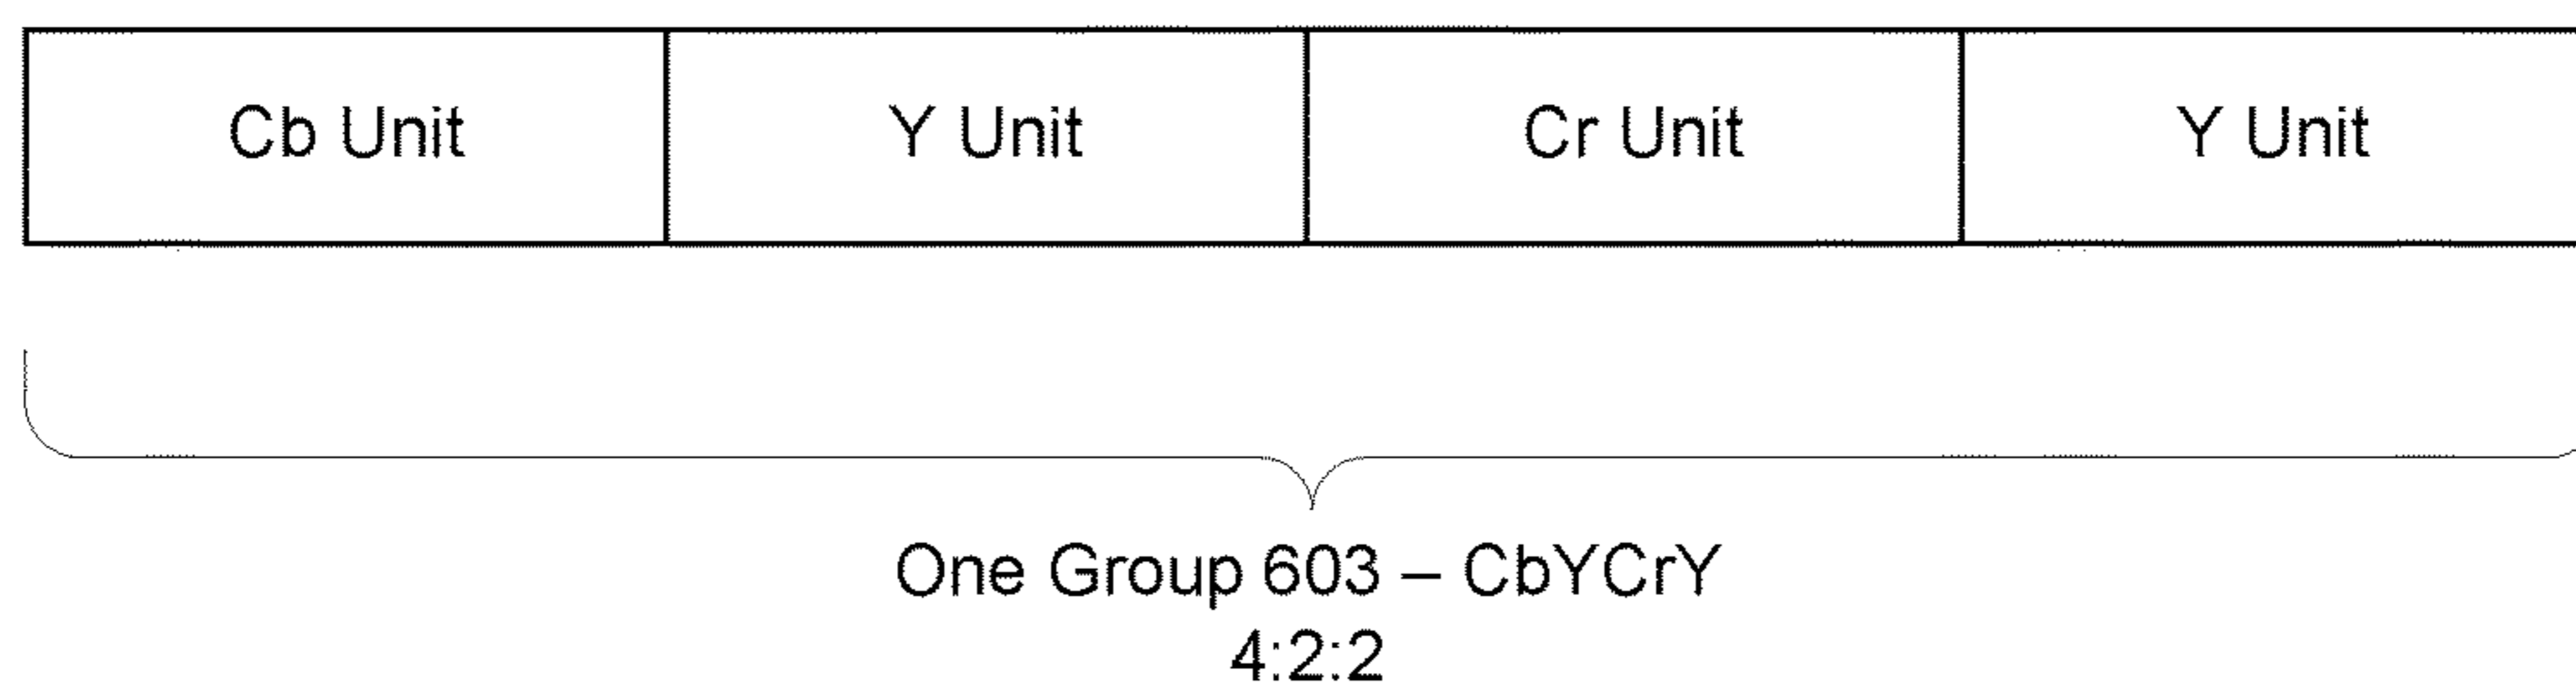 Cb Unit Y Unit Cr Unit Y Unit
One Group 603 – CbYCrY
4:2:2